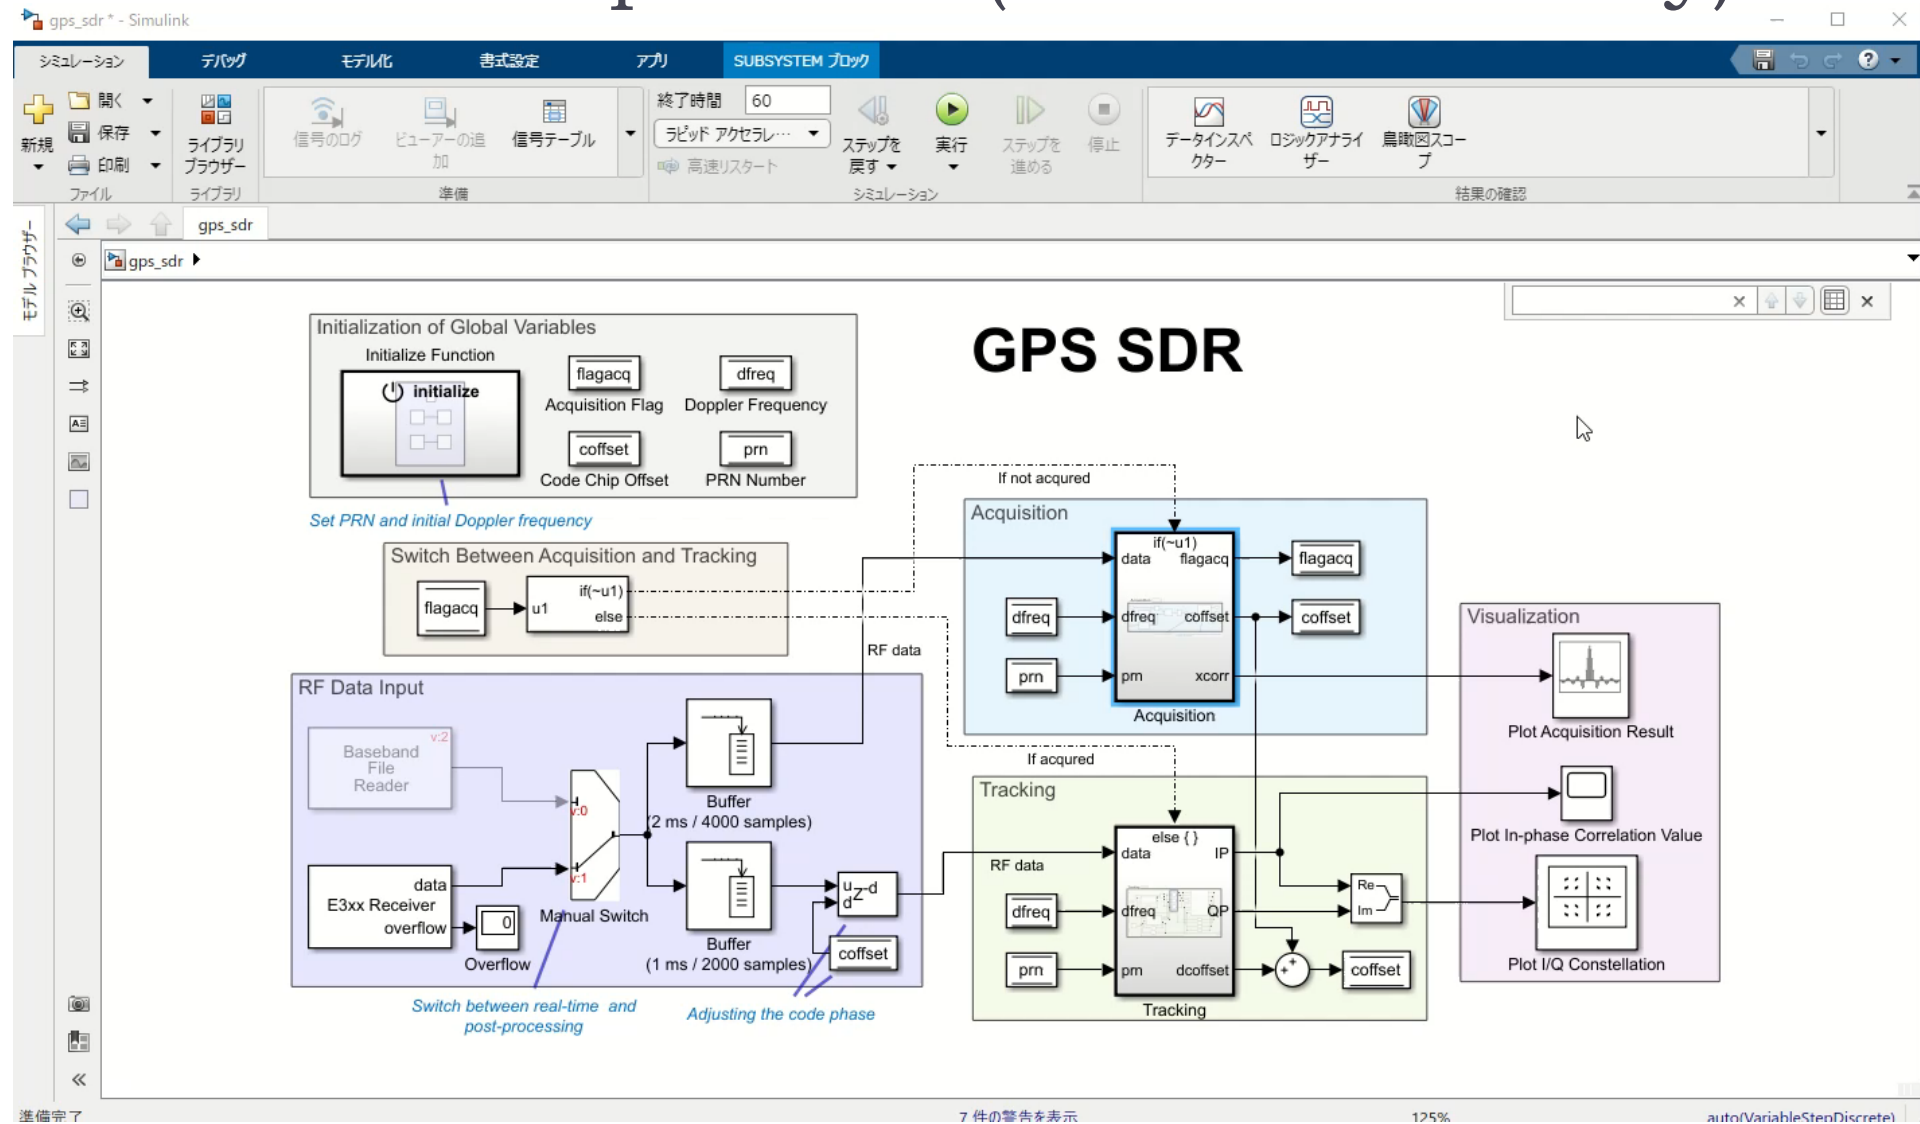 gps_sdr * - Simulink
シミュレーション デバッグ モデル化 書式設定 アプリ SUBSYSTEM ブロック
新規
開く
保存
印刷
ファイル
ライブラリ
ブラウザー
ライブラリ
信号のログ
ビューアーの追
加
信号テーブル
準備
終了時間 60
ラピッド アクセラレ…
高速リスタート
ステップを
戻す
実行
ステップを
進める
停止
シミュレーション
データインスペ
クター
ロジックアナライ
ザー
鳥瞰図スコー
プ
結果の確認
モデル ブラウザー
gps_sdr
gps_sdr
GPS SDR
Initialization of Global Variables
Initialize Function
initialize
flagacq
Acquisition Flag
dfreq
Doppler Frequency
coffset
Code Chip Offset
prn
PRN Number
Set PRN and initial Doppler frequency
Switch Between Acquisition and Tracking
flagacq
u1
if(~u1)
else
If not acqured
RF data
RF Data Input
Baseband
File
Reader
v:2
v:0
v:1
data
E3xx Receiver
overflow
0
Overflow
Manual Switch
Buffer
(2 ms / 4000 samples)
Buffer
(1 ms / 2000 samples)
u
d
Z-d
coffset
Switch between real-time and
post-processing
Adjusting the code phase
Acquisition
if(~u1)
data flagacq
dfreq coffset
prn xcorr
Acquisition
dfreq
prn
flagacq
coffset
If acqured
Tracking
RF data
else { }
data IP
dfreq QP
prn dcoffset
Tracking
dfreq
prn
Re
Im
coffset
Visualization
Plot Acquisition Result
Plot In-phase Correlation Value
Plot I/Q Constellation
準備完了
7 件の警告を表示
125%
auto(VariableStepDiscrete)